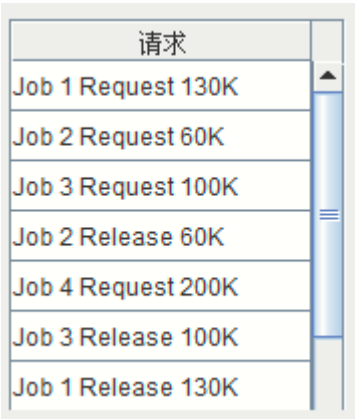 请求
Job 1 Request 130K
Job 2 Request 60K
Job 3 Request 100K
Job 2 Release 60K
Job 4 Request 200K
Job 3 Release 100K
Job 1 Release 130K